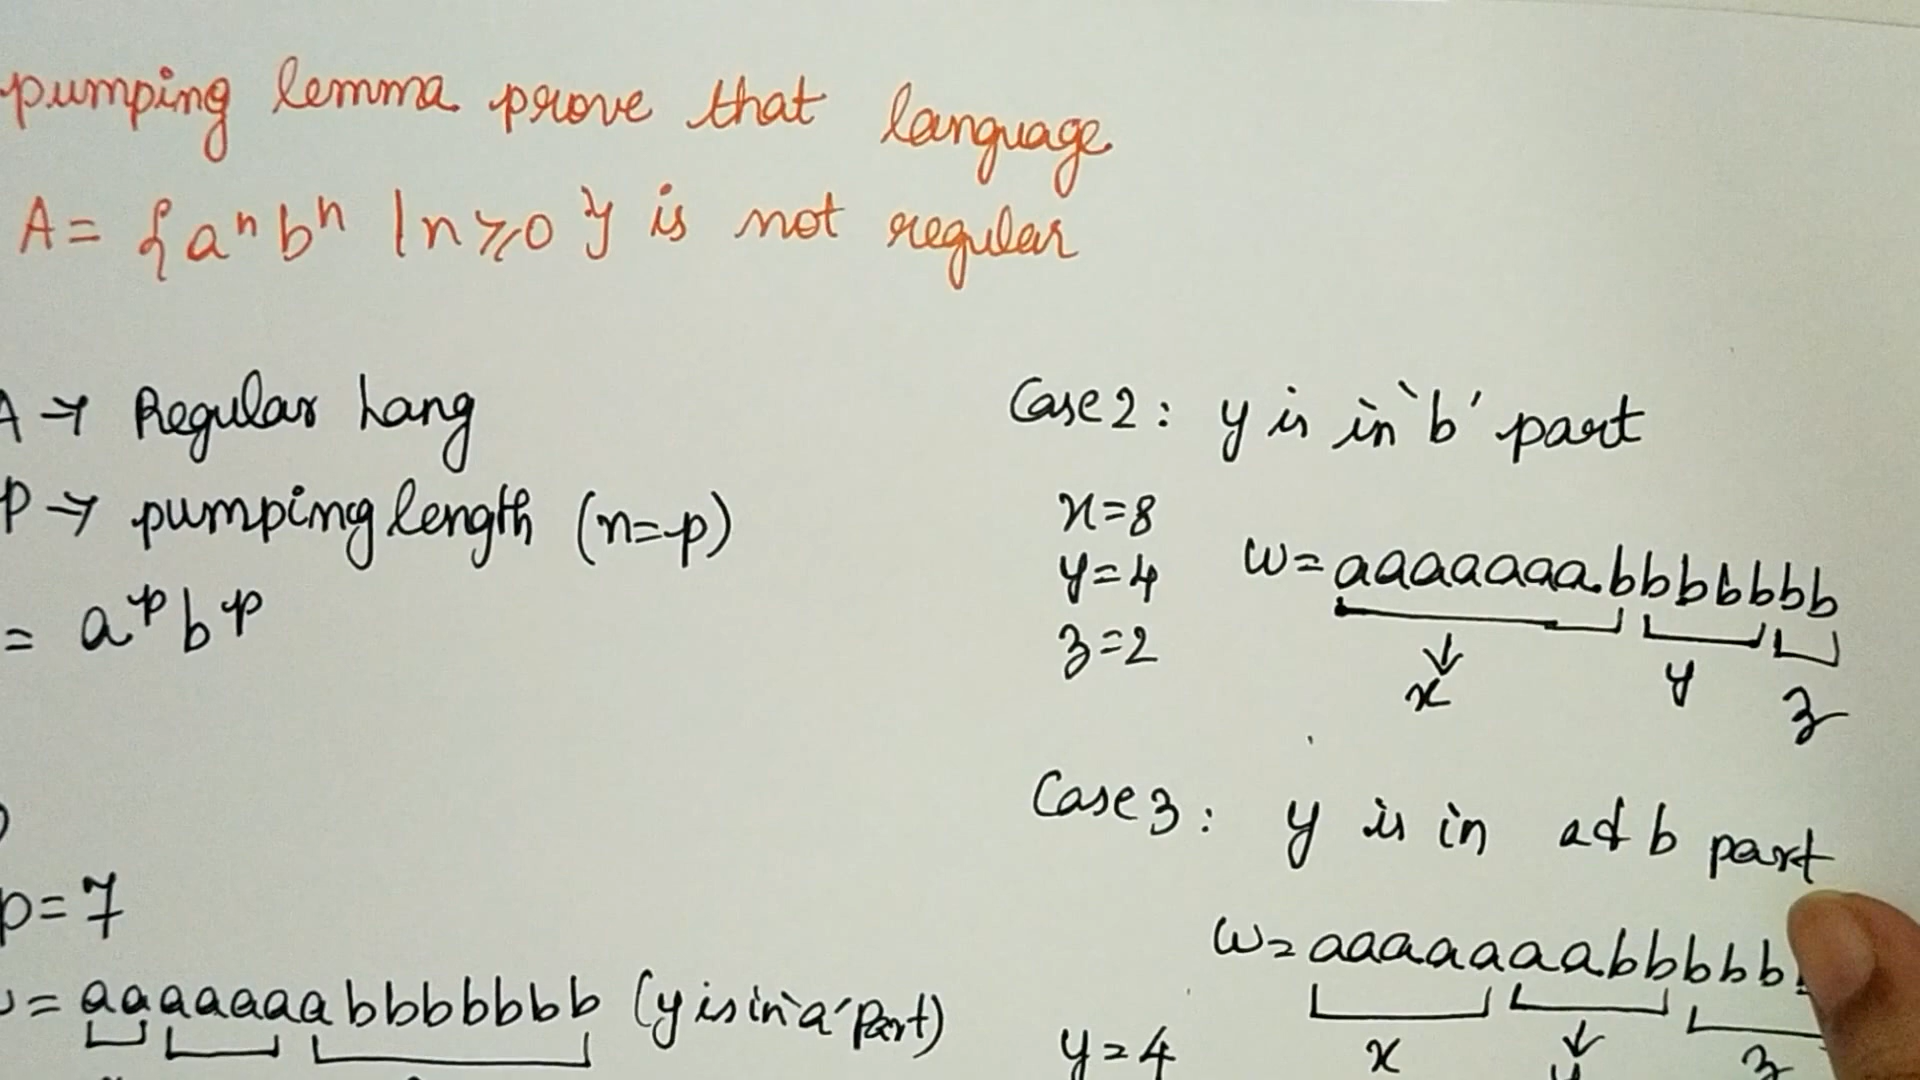 pumping lemma prove that language
A = {aⁿbⁿ | n ≥ 0} is not regular
A → Regular Lang
P → pumping length (n=p)
= aᵖbᵖ
p=7
= aaaaaaabbbbbbb (y is in 'a' Part)
Case 2: y is in 'b' part
x=8
y=4
z=2
w= aaaaaaabbbbbbb
x y z
Case 3: y is in a & b part
w= aaaaaaabbbbb
x y z
y=4